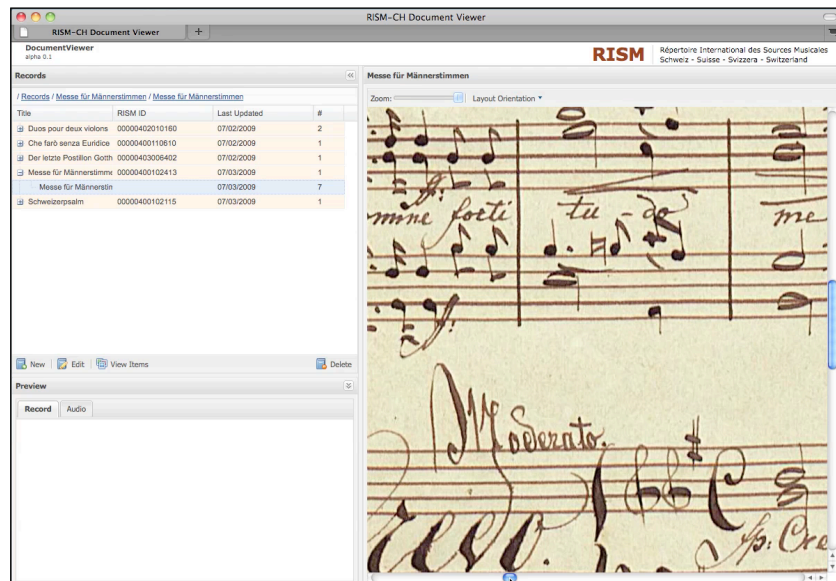 RISM-CH Document Viewer
RISM-CH Document Viewer +
DocumentViewer
alpha 0.1
RISM
Répertoire International des Sources Musicales
Schweiz - Suisse - Svizzera - Switzerland
Records
/ Records / Messe für Männerstimmen / Messe für Männerstimmen
Title RISM ID Last Updated #
Duos pour deux violons 00000402010160 07/02/2009 2
Che farò senza Euridice 00000400110610 07/02/2009 1
Der letzte Postillon Gotth 00000403006402 07/02/2009 1
Messe für Männerstimme 00000400102413 07/03/2009 1
Messe für Männerstin 07/03/2009 7
Schweizerpsalm 00000400102115 07/03/2009 1
New Edit View Items Delete
Preview
Record Audio
Messe für Männerstimmen
Zoom: Layout Orientation
mine forti tu - do me
Moderato.